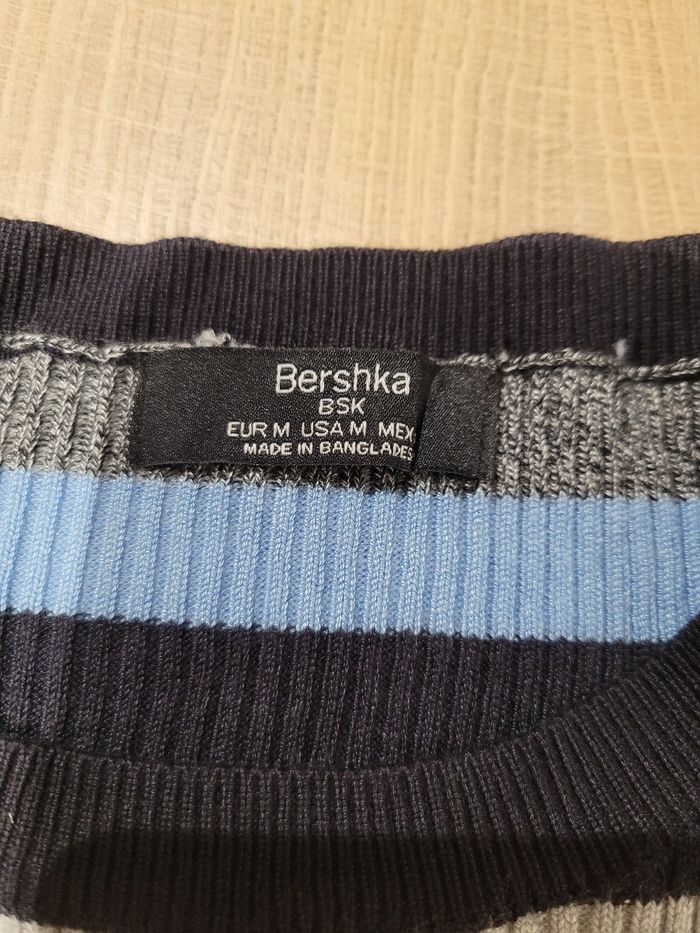 Bershka
BSK
EUR M USA M MEX
MADE IN BANGLADES